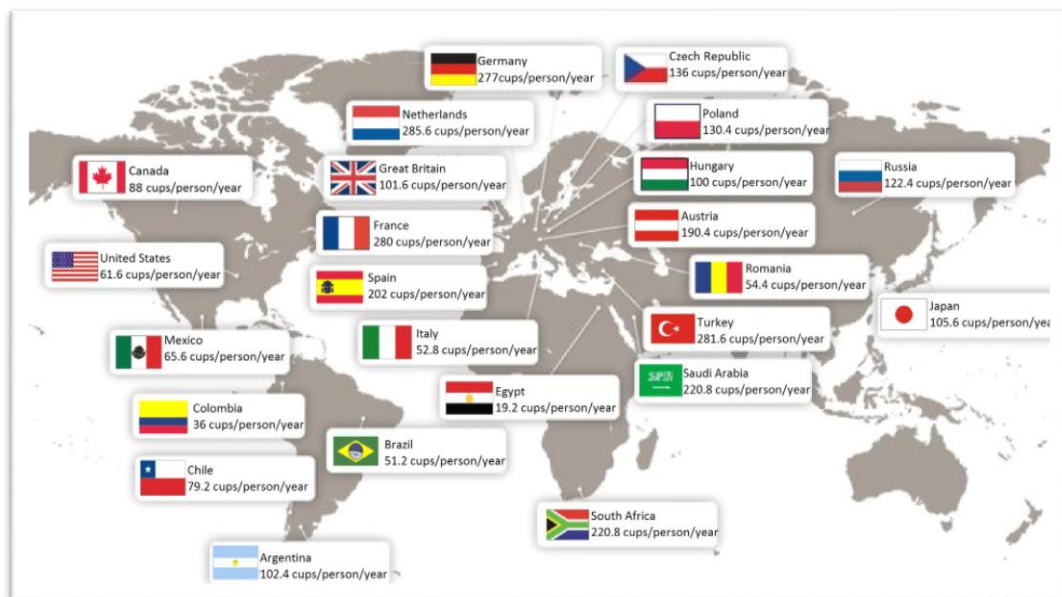 Germany
277cups/person/year
Czech Republic
136 cups/person/year
Netherlands
285.6 cups/person/year
Poland
130.4 cups/person/year
Canada
88 cups/person/year
Great Britain
101.6 cups/person/year
Hungary
100 cups/person/year
Russia
122.4 cups/person/year
France
280 cups/person/year
Austria
190.4 cups/person/year
United States
61.6 cups/person/year
Spain
202 cups/person/year
Romania
54.4 cups/person/year
Japan
105.6 cups/person/yea
Mexico
65.6 cups/person/year
Italy
52.8 cups/person/year
Turkey
281.6 cups/person/year
Saudi Arabia
220.8 cups/person/year
Egypt
19.2 cups/person/year
Colombia
36 cups/person/year
Brazil
51.2 cups/person/year
Chile
79.2 cups/person/year
South Africa
220.8 cups/person/year
Argentina
102.4 cups/person/year